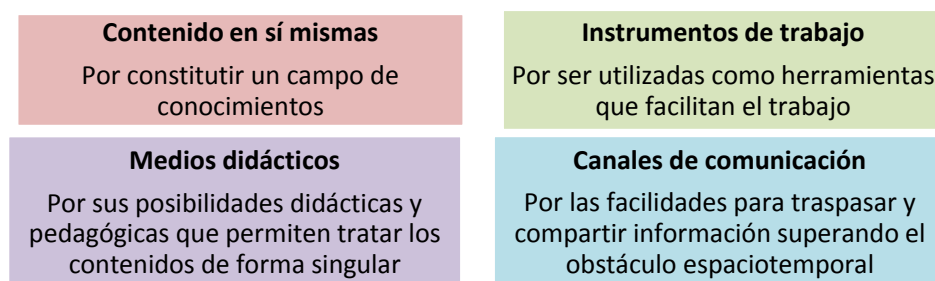 Contenido en sí mismas
Por constitutir un campo de
conocimientos
Instrumentos de trabajo
Por ser utilizadas como herramientas
que facilitan el trabajo
Medios didácticos
Por sus posibilidades didácticas y
pedagógicas que permiten tratar los
contenidos de forma singular
Canales de comunicación
Por las facilidades para traspasar y
compartir información superando el
obstáculo espaciotemporal